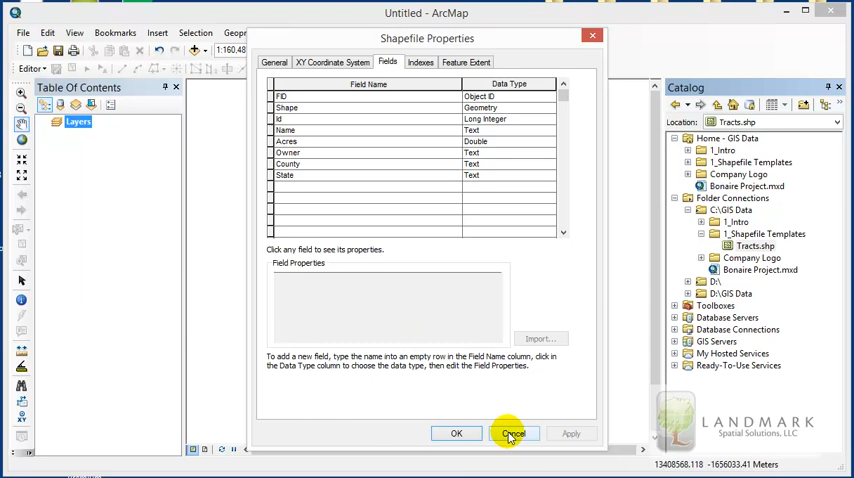 Untitled - ArcMap
File Edit View Bookmarks Insert Selection Geop
1:160,48
Editor
Shapefile Properties
General XY Coordinate System Fields Indexes Feature Extent
Field Name Data Type
FID Object ID
Shape Geometry
Id Long Integer
Name Text
Acres Double
Owner Text
County Text
State Text
Click any field to see its properties.
Field Properties
Import...
To add a new field, type the name into an empty row in the Field Name column, click in
the Data Type column to choose the data type, then edit the Field Properties.
OK Cancel Apply
Table Of Contents
Layers
Catalog
Location: Tracts.shp
Home - GIS Data
1_Intro
1_Shapefile Templates
Company Logo
Bonaire Project.mxd
Folder Connections
C:\GIS Data
1_Intro
1_Shapefile Templates
Tracts.shp
Company Logo
Bonaire Project.mxd
D:\
D:\GIS Data
Toolboxes
Database Servers
Database Connections
GIS Servers
My Hosted Services
Ready-To-Use Services
LANDMARK
Spatial Solutions, LLC
13408568.118 -1656033.41 Meters